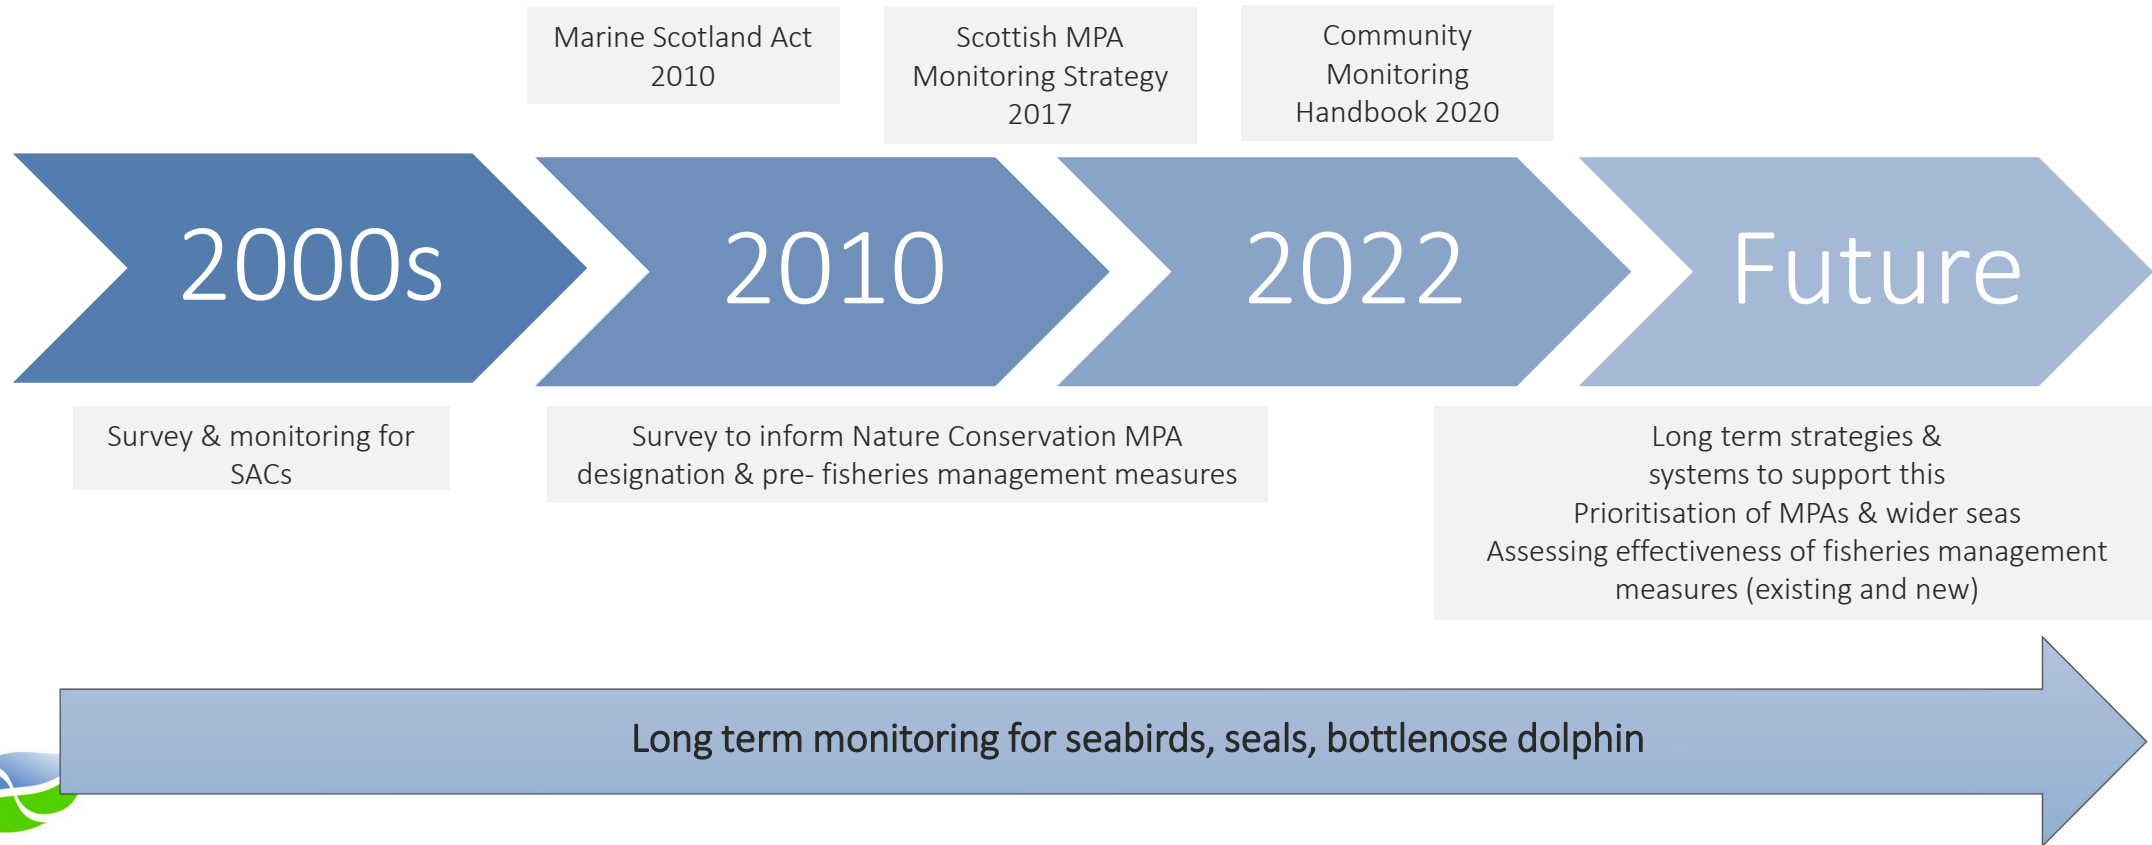 Marine Scotland Act
2010
Scottish MPA
Monitoring Strategy
2017
Community
Monitoring
Handbook 2020
2000s
2010
2022
Future
Survey & monitoring for
SACs
Survey to inform Nature Conservation MPA
designation & pre- fisheries management measures
Long term strategies &
systems to support this
Prioritisation of MPAs & wider seas
Assessing effectiveness of fisheries management
measures (existing and new)
Long term monitoring for seabirds, seals, bottlenose dolphin